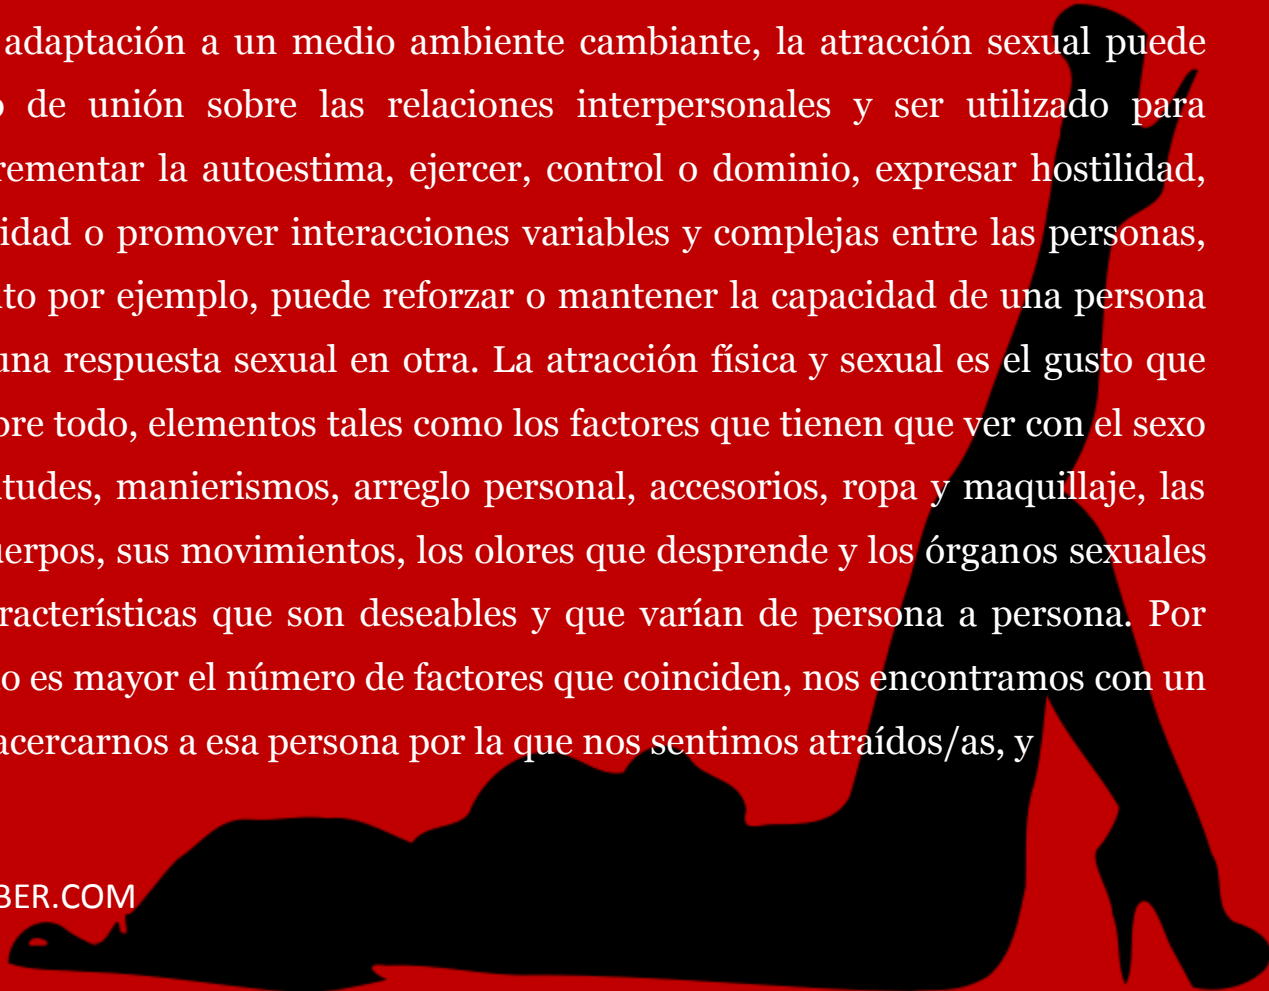 adaptación a un medio ambiente cambiante, la atracción sexual puede
de unión sobre las relaciones interpersonales y ser utilizado para
rementar la autoestima, ejercer, control o dominio, expresar hostilidad,
idad o promover interacciones variables y complejas entre las personas,
to por ejemplo, puede reforzar o mantener la capacidad de una persona
una respuesta sexual en otra. La atracción física y sexual es el gusto que
bre todo, elementos tales como los factores que tienen que ver con el sexo
itudes, manierismos, arreglo personal, accesorios, ropa y maquillaje, las
uerpos, sus movimientos, los olores que desprende y los órganos sexuales
racterísticas que son deseables y que varían de persona a persona. Por
o es mayor el número de factores que coinciden, nos encontramos con un
acercarnos a esa persona por la que nos sentimos atraídos/as, y
BER.COM